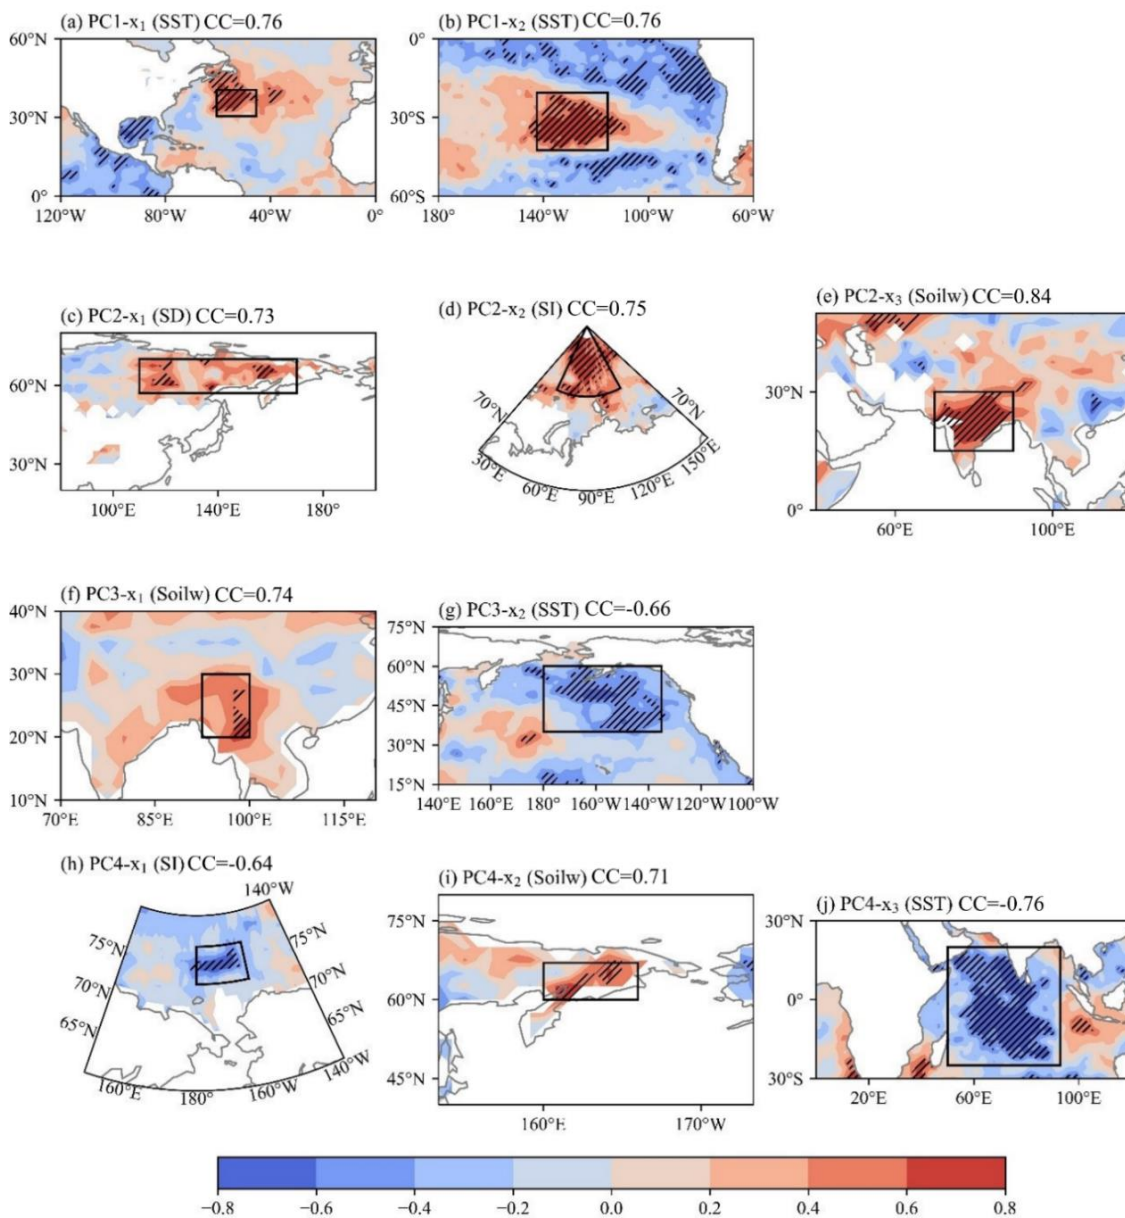 (a) PC1-x₁ (SST) CC=0.76
60°N
30°N
0°
120°W 80°W 40°W 0°
(b) PC1-x₂ (SST) CC=0.76
0°
30°S
60°S
180° 140°W 100°W 60°W
(c) PC2-x₁ (SD) CC=0.73
60°N
30°N
100°E 140°E 180°
(d) PC2-x₂ (SI) CC=0.75
70°N 70°N
30°E 60°E 90°E 120°E 150°E
(e) PC2-x₃ (Soilw) CC=0.84
30°N
0°
60°E 100°E
(f) PC3-x₁ (Soilw) CC=0.74
40°N
30°N
20°N
10°N
70°E 85°E 100°E 115°E
(g) PC3-x₂ (SST) CC=-0.66
75°N
60°N
45°N
30°N
15°N
140°E 160°E 180° 160°W 140°W 120°W 100°W
(h) PC4-x₁ (SI) CC=-0.64
140°W
75°N 75°N
70°N 70°N
65°N 65°N
160°E 180° 160°W 140°W
(i) PC4-x₂ (Soilw) CC=0.71
75°N
60°N
45°N
160°E 170°W
(j) PC4-x₃ (SST) CC=-0.76
30°N
0°
30°S
20°E 60°E 100°E
−0.8 −0.6 −0.4 −0.2 0.0 0.2 0.4 0.6 0.8